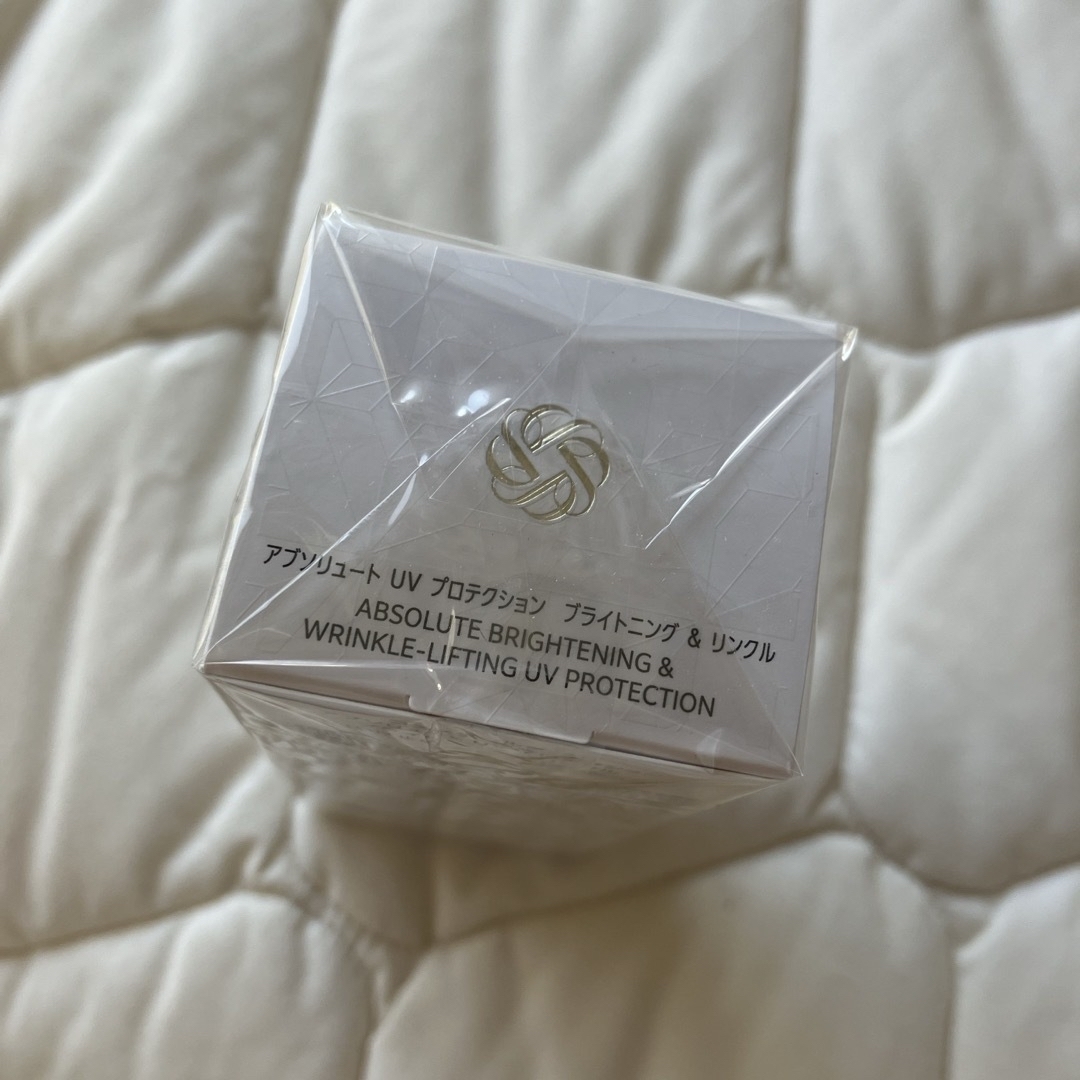 アブソリュート UV プロテクション ブライトニング & リンクル
ABSOLUTE BRIGHTENING &
WRINKLE-LIFTING UV PROTECTION